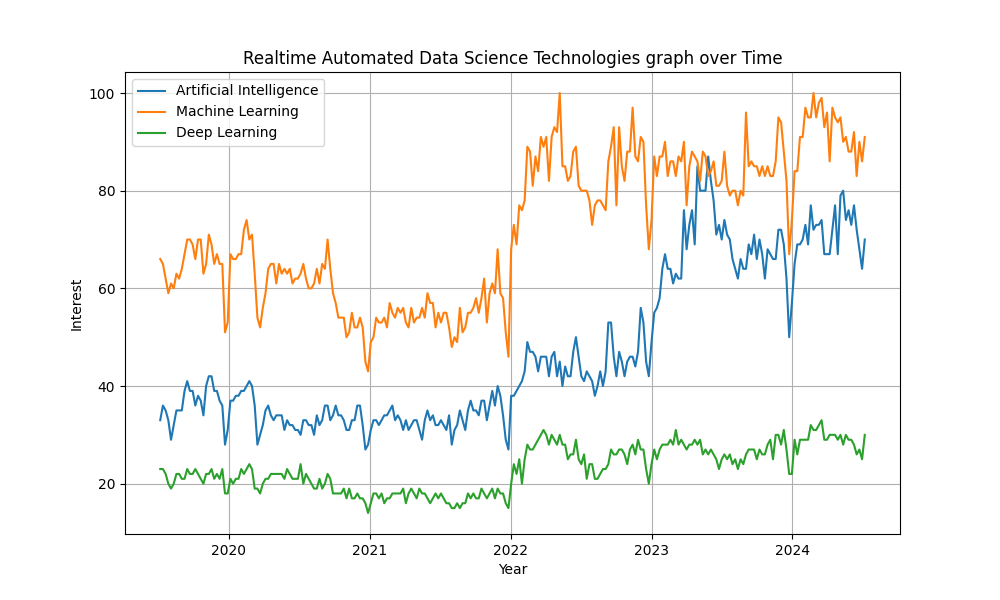 Realtime Automated Data Science Technologies graph over Time
Artificial Intelligence
Machine Learning
Deep Learning
100
80
60
40
20
Interest
2020 2021 2022 2023 2024
Year